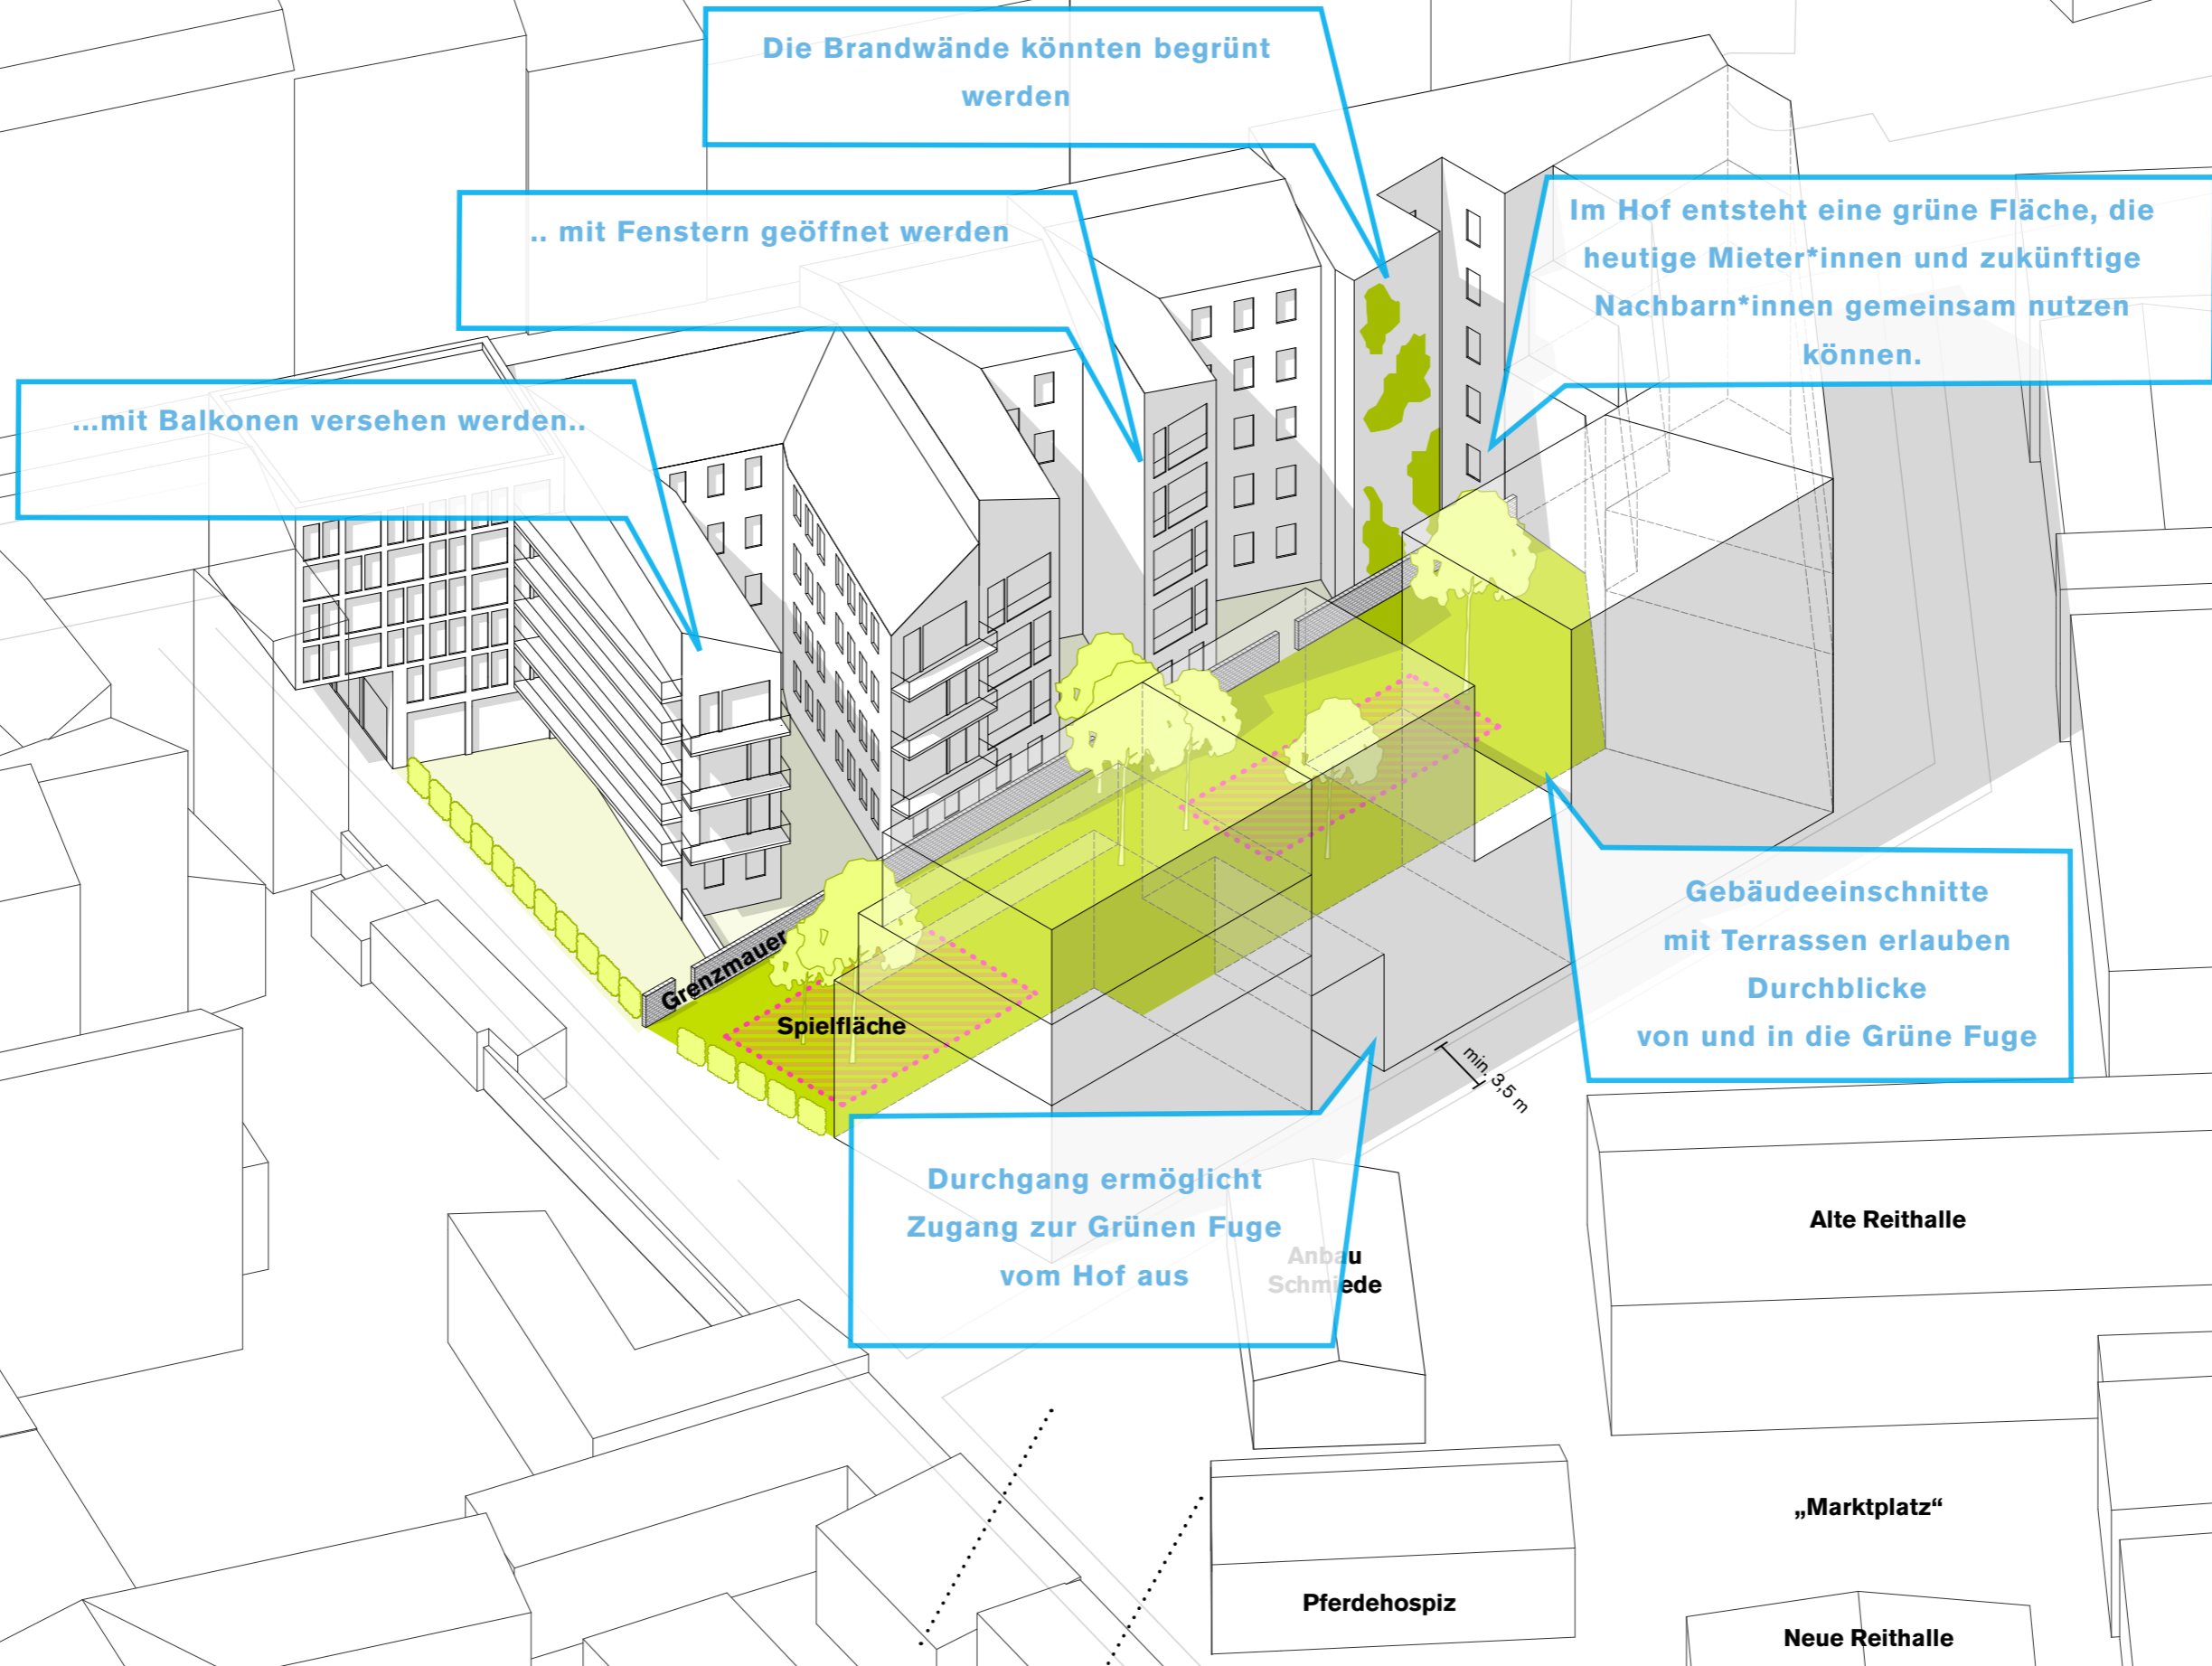 Die Brandwände könnten begrünt
werden
.. mit Fenstern geöffnet werden
Im Hof entsteht eine grüne Fläche, die
heutige Mieter*innen und zukünftige
Nachbarn*innen gemeinsam nutzen
können.
...mit Balkonen versehen werden..
Grenzmauer
Spielfläche
Gebäudeeinschnitte
mit Terrassen erlauben
Durchblicke
von und in die Grüne Fuge
min. 3,5 m
Durchgang ermöglicht
Zugang zur Grünen Fuge
vom Hof aus
Anbau
Schmiede
Alte Reithalle
„Marktplatz“
Pferdehospiz
Neue Reithalle